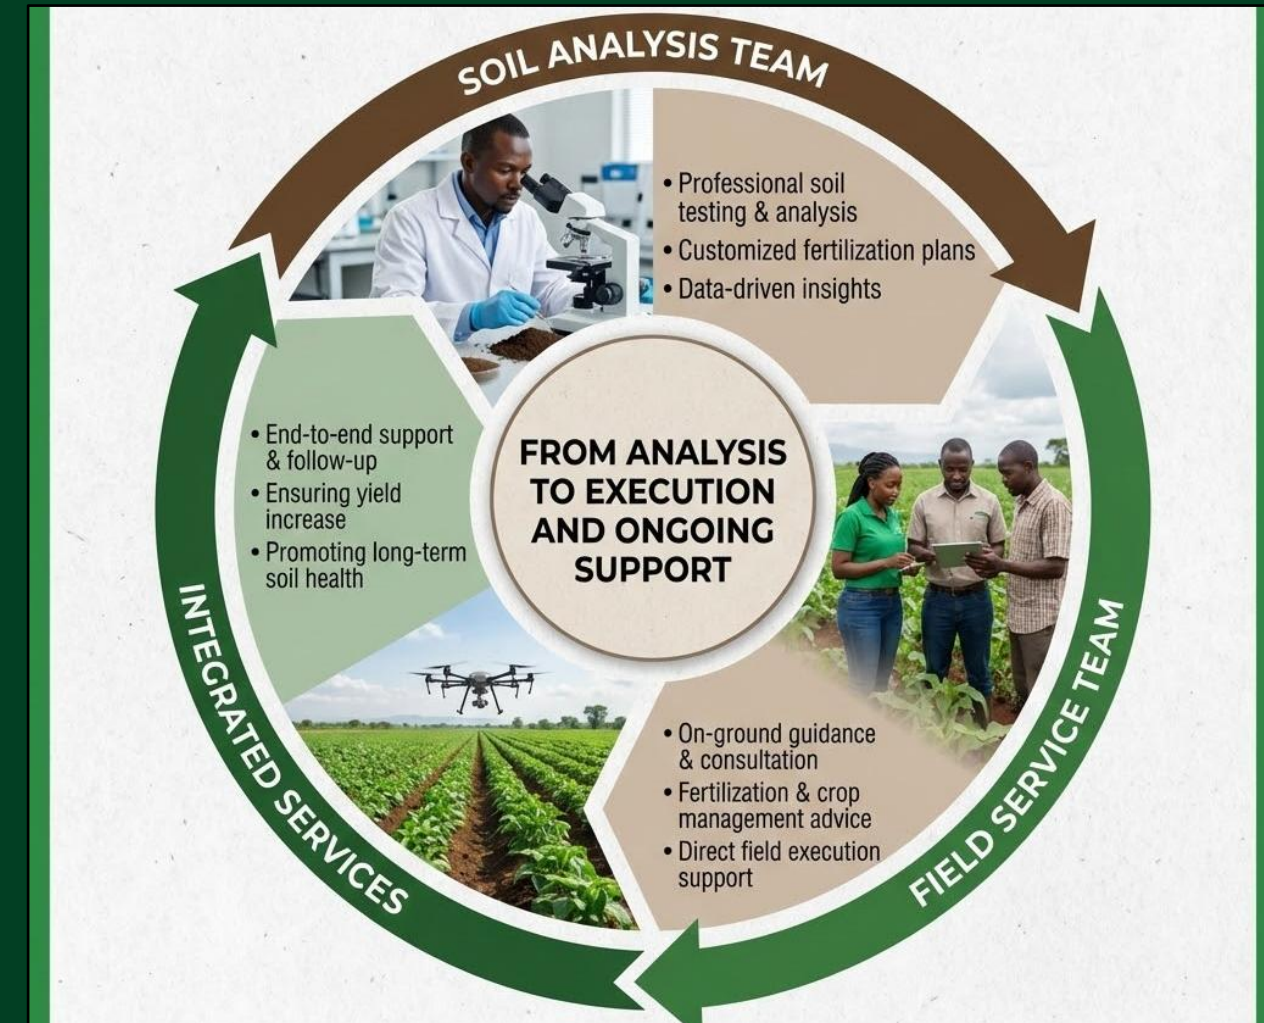 SOIL ANALYSIS TEAM
• Professional soil
testing & analysis
• Customized fertilization plans
• Data-driven insights
FROM ANALYSIS
TO EXECUTION
AND ONGOING
SUPPORT
• End-to-end support
& follow-up
• Ensuring yield
increase
• Promoting long-term
soil health
INTEGRATED SERVICES
• On-ground guidance
& consultation
• Fertilization & crop
management advice
• Direct field execution
support
FIELD SERVICE TEAM